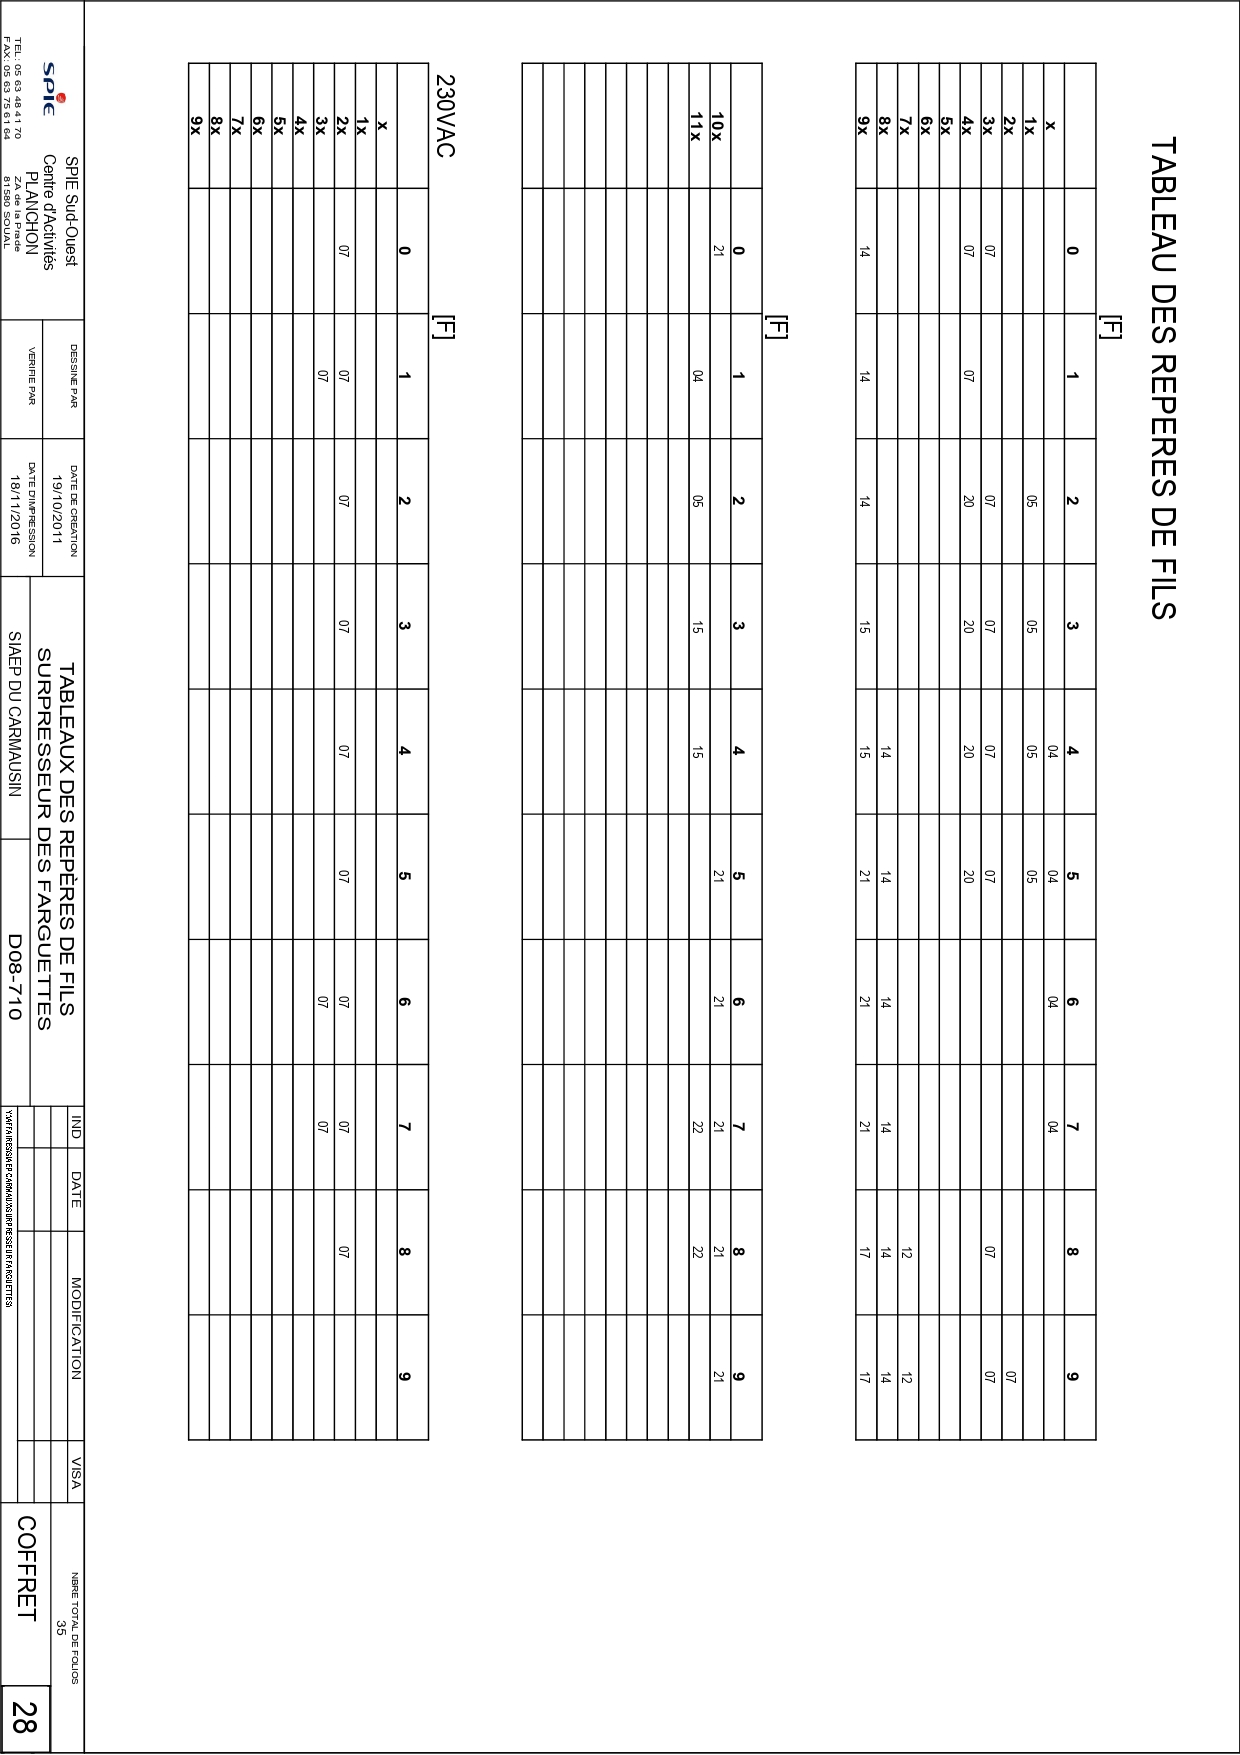 TABLEAU DES REPERES DE FILS
[F]
0 1 2 3 4 5 6 7 8 9
x 04 04 04 04
1x 05 05 05 05
2x 07
3x 07 07 07 07 07 07 07
4x 07 07 20 20 20 20
5x
6x
7x 12 12
8x 14 14 14 14 14 14
9x 14 14 14 15 15 21 21 21 17 17
[F]
0 1 2 3 4 5 6 7 8 9
10x 21 21 21 21 21 21
11x 04 05 15 15 22 22
230VAC [F]
0 1 2 3 4 5 6 7 8 9
x
1x
2x 07 07 07 07 07 07 07 07 07
3x 07 07 07
4x
5x
6x
7x
8x
9x
SPIE
TEL: 05 63 48 41 70
FAX: 05 63 75 61 64
SPIE Sud-Ouest
Centre d'Activités
PLANCHON
ZA de la Prade
81580 SOUAL
DESSINE PAR
VERIFIE PAR
DATE DE CREATION
19/10/2011
DATE D'IMPRESSION
18/11/2016
TABLEAUX DES REPÈRES DE FILS
SURPRESSEUR DES FARGUETTES
SIAEP DU CARMAUSIN
D08-710
IND DATE MODIFICATION VISA
NBRE TOTAL DE FOLIOS
35
COFFRET
28